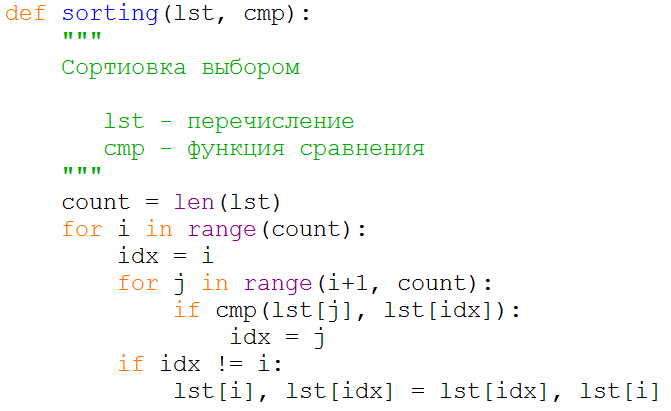 def sorting(lst, cmp):
    """
    Сортиовка выбором

       lst - перечисление
       cmp - функция сравнения
    """
    count = len(lst)
    for i in range(count):
        idx = i
        for j in range(i+1, count):
            if cmp(lst[j], lst[idx]):
                idx = j
        if idx != i:
            lst[i], lst[idx] = lst[idx], lst[i]